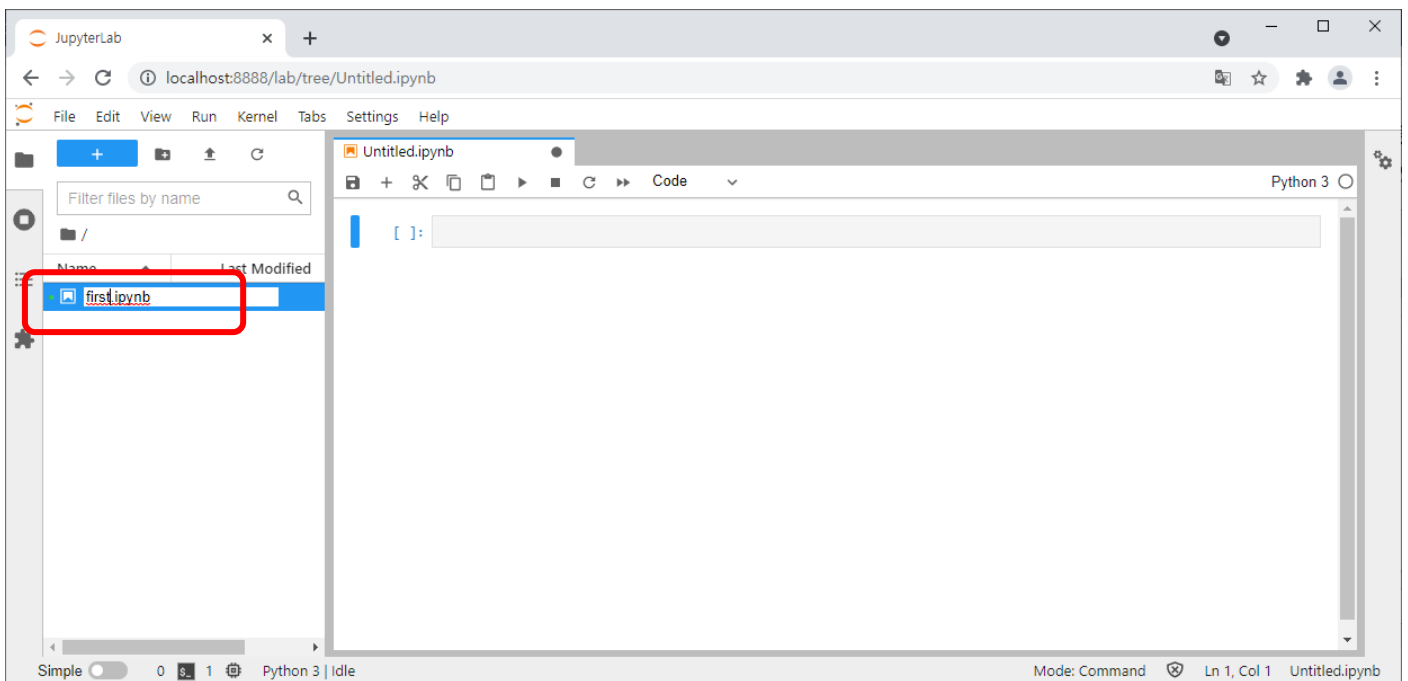 JupyterLab
localhost:8888/lab/tree/Untitled.ipynb
File Edit View Run Kernel Tabs Settings Help
Untitled.ipynb
Code
Python 3
Filter files by name
/
[ ]:
Name Last Modified
first.ipynb
Simple 0 $_ 1 Python 3 | Idle
Mode: Command Ln 1, Col 1 Untitled.ipynb